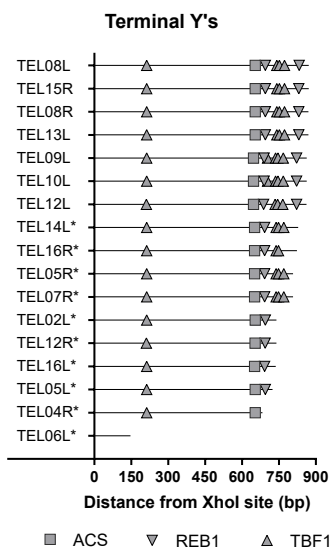 Terminal Y's
TEL08L
TEL15R
TEL08R
TEL13L
TEL09L
TEL10L
TEL12L
TEL14L*
TEL16R*
TEL05R*
TEL07R*
TEL02L*
TEL12R*
TEL16L*
TEL05L*
TEL04R*
TEL06L*
0 150 300 450 600 750 900
Distance from XhoI site (bp)
ACS REB1 TBF1